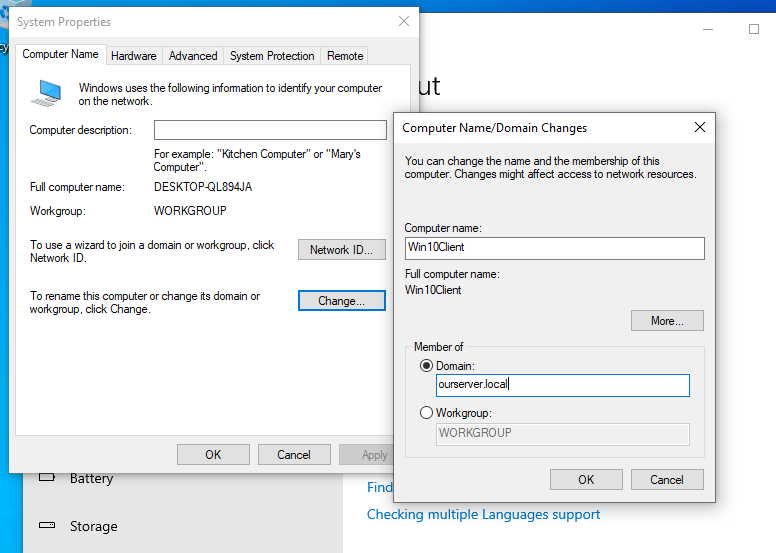 System Properties
Computer Name
Hardware
Advanced
System Protection
Remote
Windows uses the following information to identify your computer
on the network.
Computer description:
For example: "Kitchen Computer" or "Mary's
Computer".
Full computer name:
DESKTOP-QL894JA
Workgroup:
WORKGROUP
To use a wizard to join a domain or workgroup, click
Network ID.
Network ID...
To rename this computer or change its domain or
workgroup, click Change.
Change...
OK
Cancel
Apply
Battery
Storage
ut
Computer Name/Domain Changes
You can change the name and the membership of this
computer. Changes might affect access to network resources.
Computer name:
Win10Client
Full computer name:
Win10Client
More...
Member of
Domain:
ourserver.local
Workgroup:
WORKGROUP
OK
Cancel
Find
Checking multiple Languages support